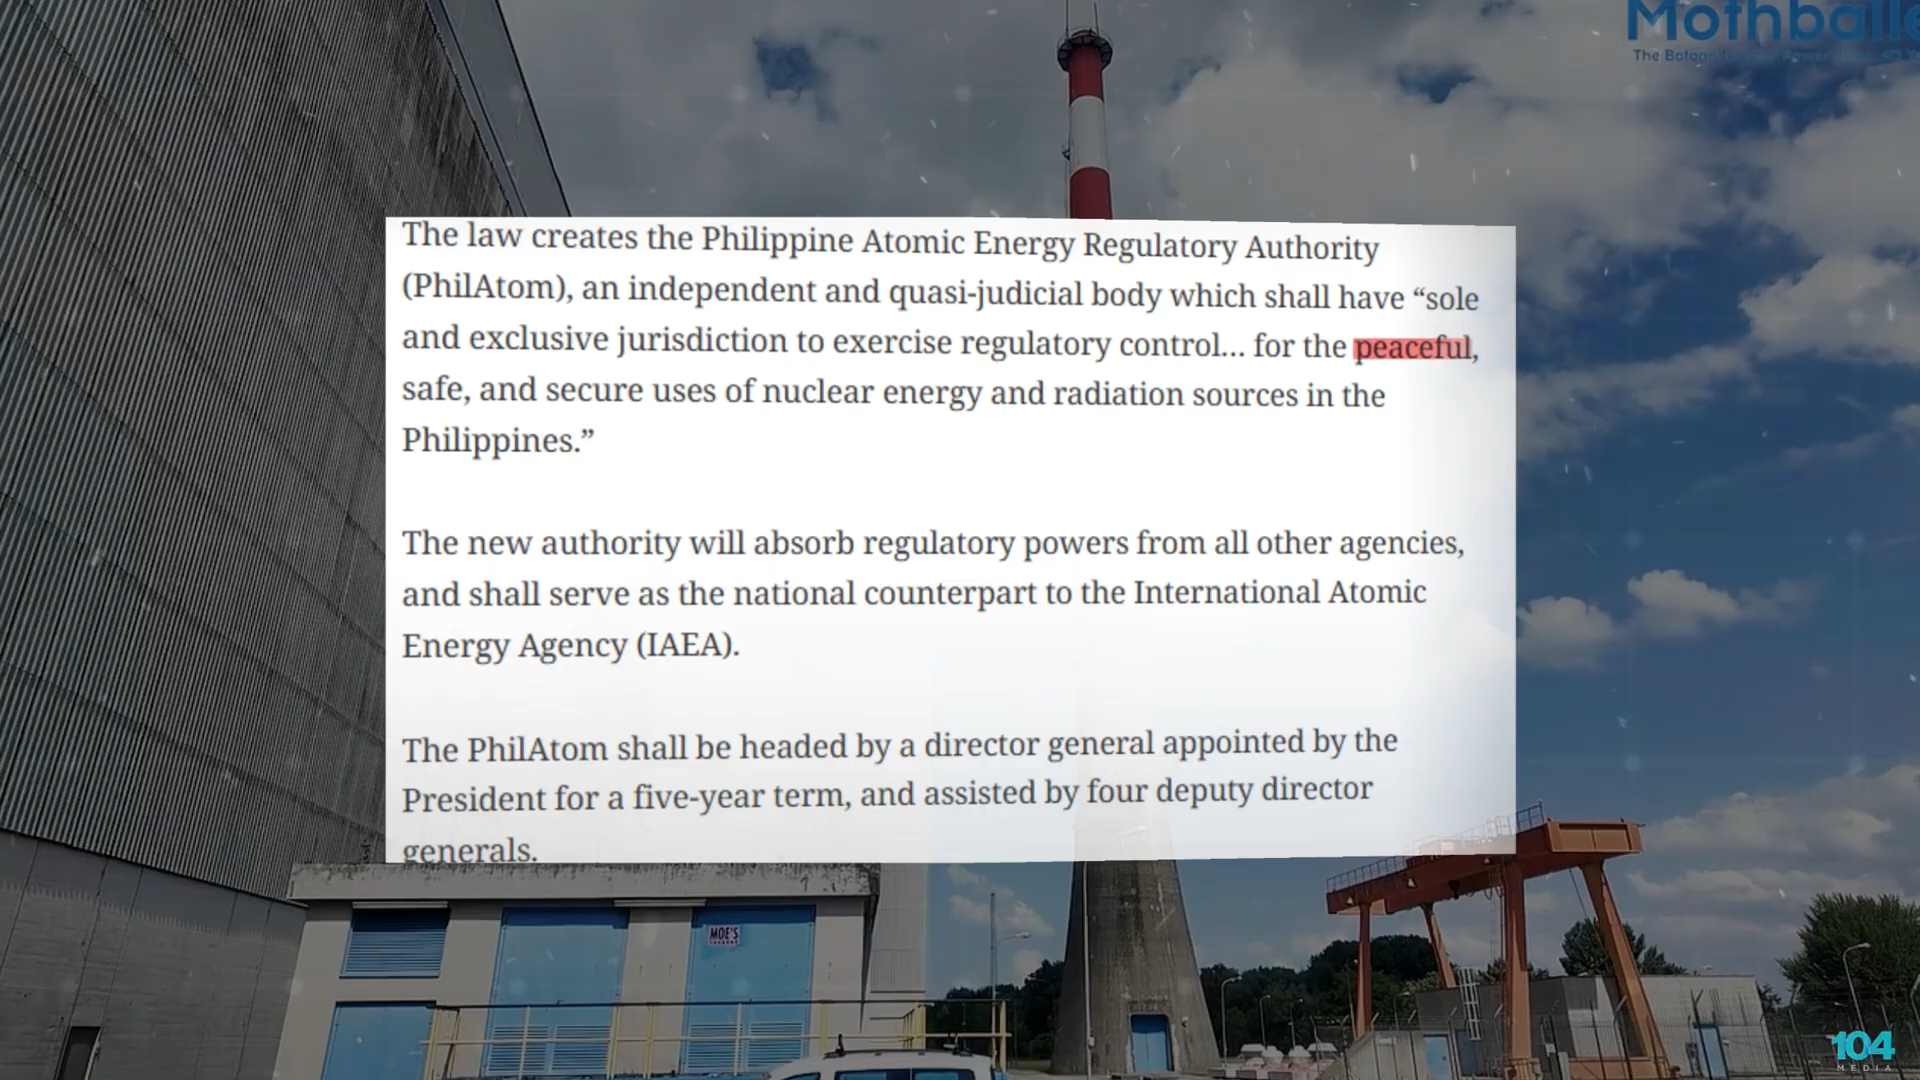 Mothballe
The Bataan Nuclear Power
The law creates the Philippine Atomic Energy Regulatory Authority
(PhilAtom), an independent and quasi-judicial body which shall have “sole
and exclusive jurisdiction to exercise regulatory control... for the peaceful,
safe, and secure uses of nuclear energy and radiation sources in the
Philippines.”
The new authority will absorb regulatory powers from all other agencies,
and shall serve as the national counterpart to the International Atomic
Energy Agency (IAEA).
The PhilAtom shall be headed by a director general appointed by the
President for a five-year term, and assisted by four deputy director
generals.
MOE'S
104
MEDIA